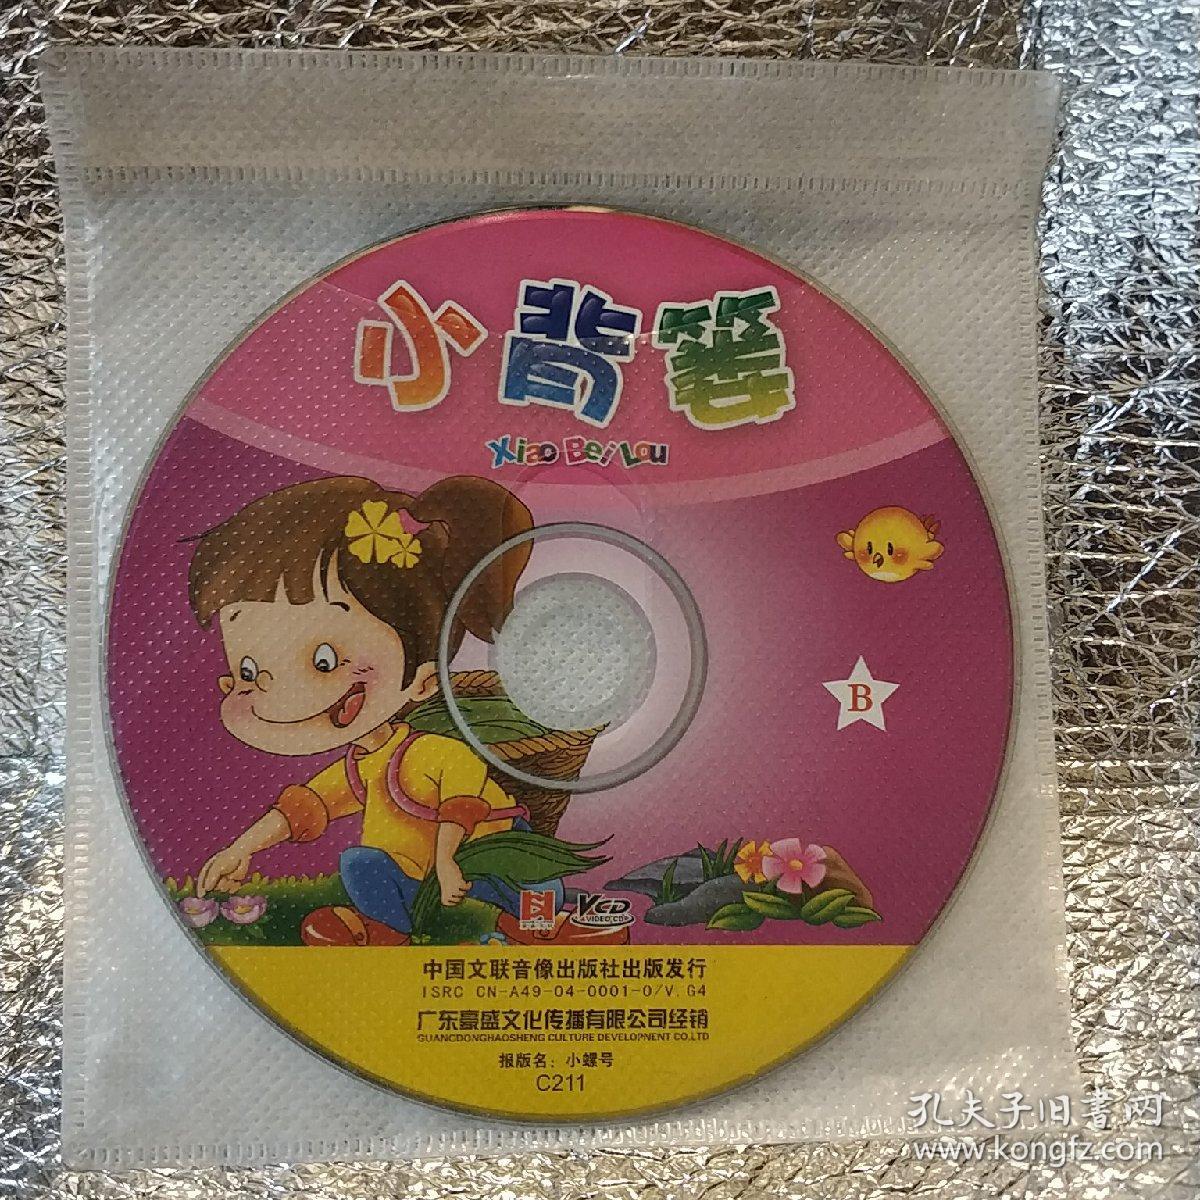 小背篓
Xiao Bei Lou
B
VCD
VIDEO CD
中国文联音像出版社出版发行
ISRC CN-A49-04-0001-0/V.G4
广东豪盛文化传播有限公司经销
GUANGDONGHAOSHENG CULTURE DEVELOPMENT CO.LTD
报版名：小螺号
C211
孔夫子旧書网
www.kongfz.com